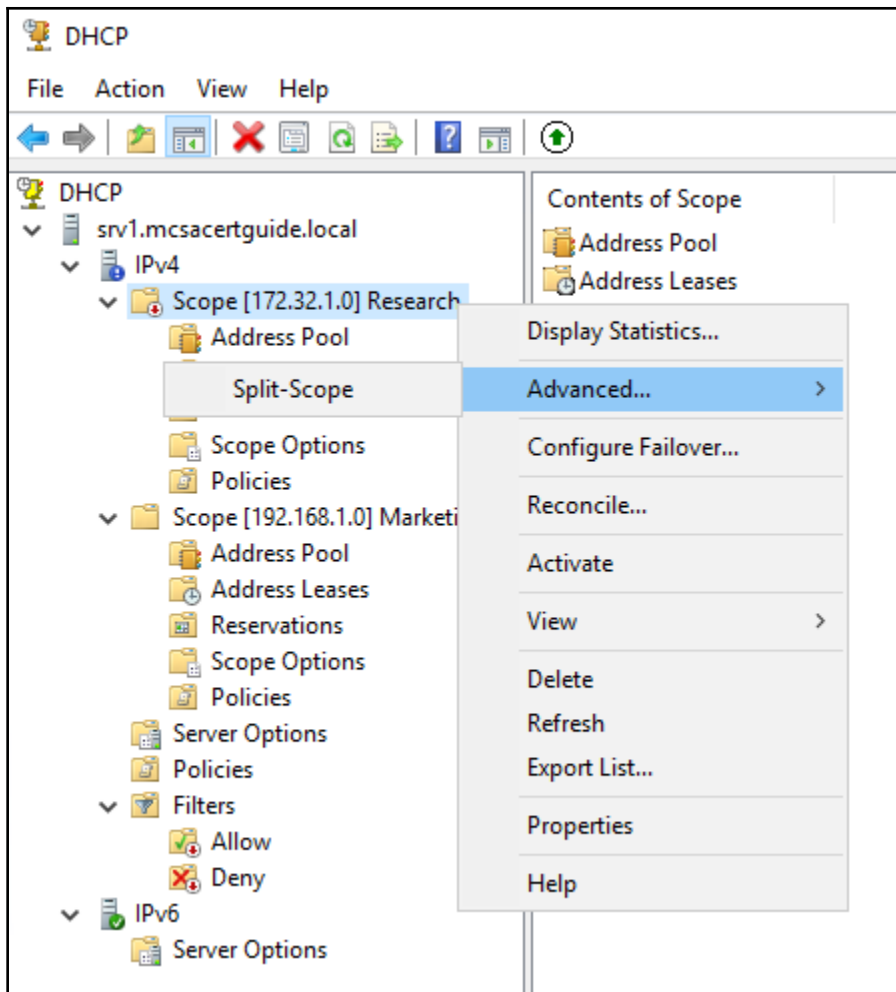 DHCP
File Action View Help
DHCP
srv1.mcsacertguide.local
IPv4
Scope [172.32.1.0] Research
Address Pool
Scope Options
Policies
Scope [192.168.1.0] Marketi
Address Pool
Address Leases
Reservations
Scope Options
Policies
Server Options
Policies
Filters
Allow
Deny
IPv6
Server Options
Contents of Scope
Address Pool
Address Leases
Display Statistics...
Advanced...
Split-Scope
Configure Failover...
Reconcile...
Activate
View
Delete
Refresh
Export List...
Properties
Help